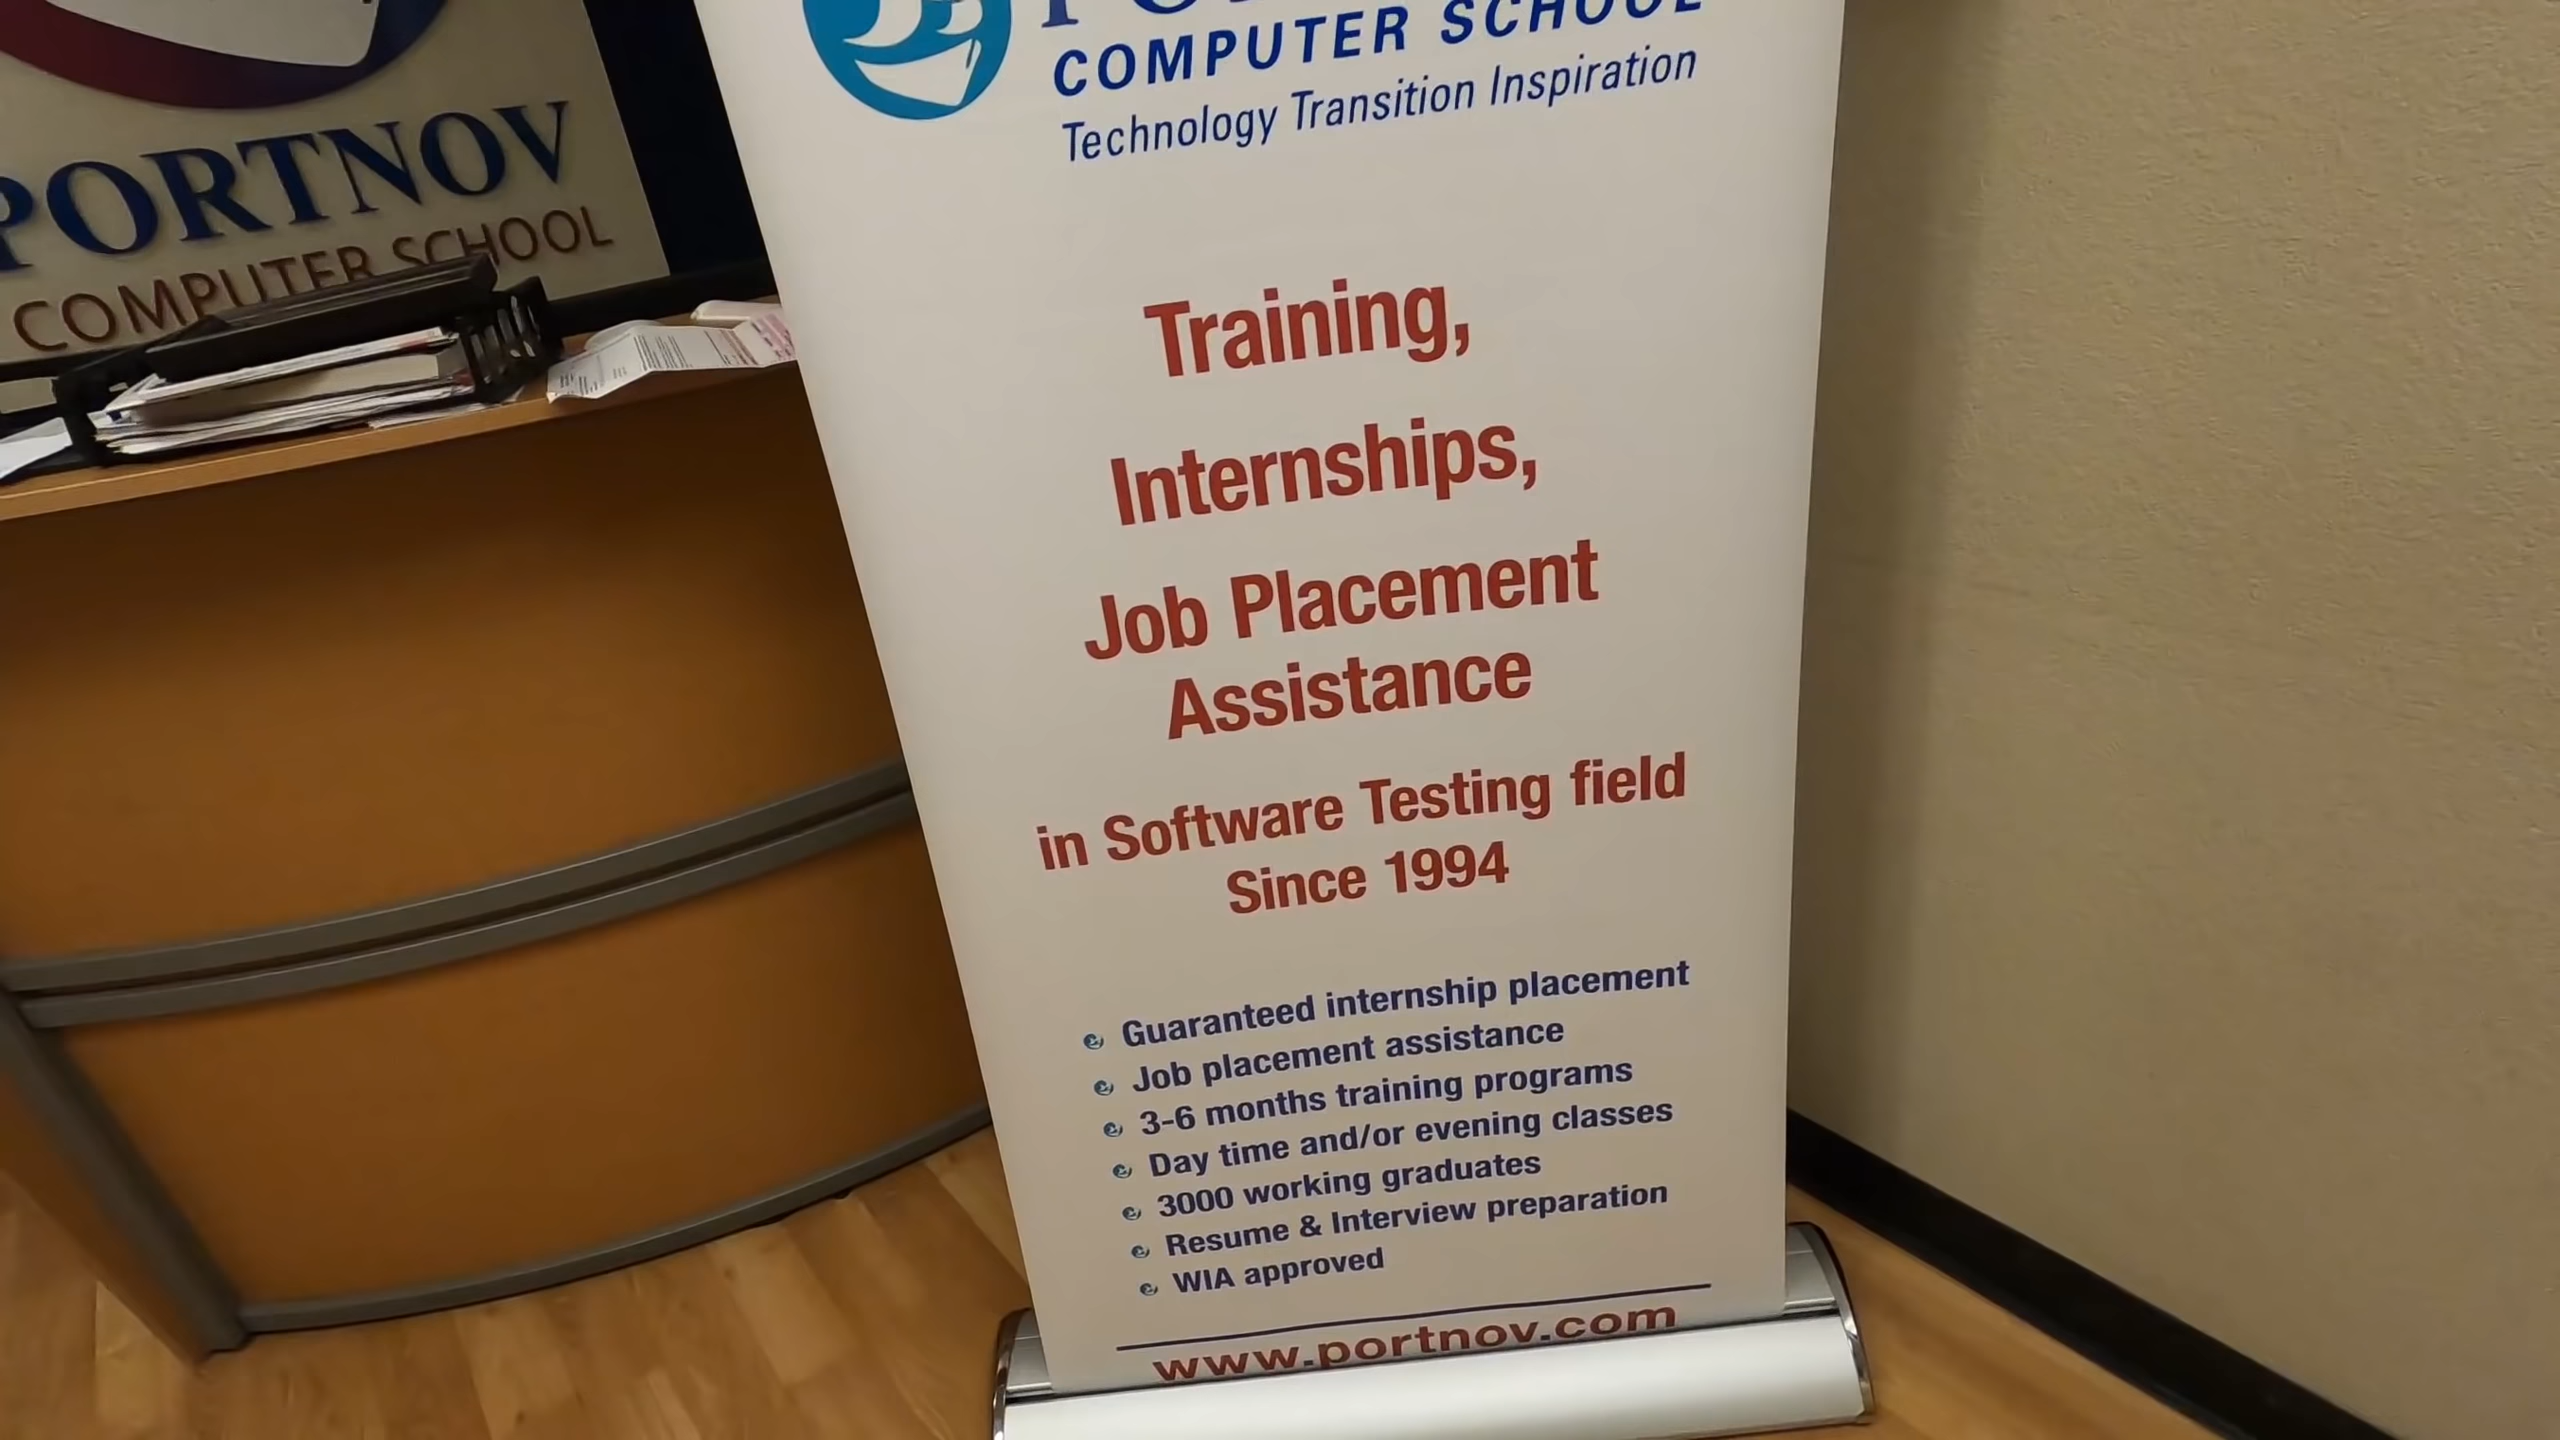 PORTNOV
COMPUTER SCHOOL
COMPUTER SCHOOL
Technology Transition Inspiration
Training,
Internships,
Job Placement
Assistance
in Software Testing field
Since 1994
Guaranteed internship placement
Job placement assistance
3-6 months training programs
Day time and/or evening classes
3000 working graduates
Resume & Interview preparation
WIA approved
www.portnov.com